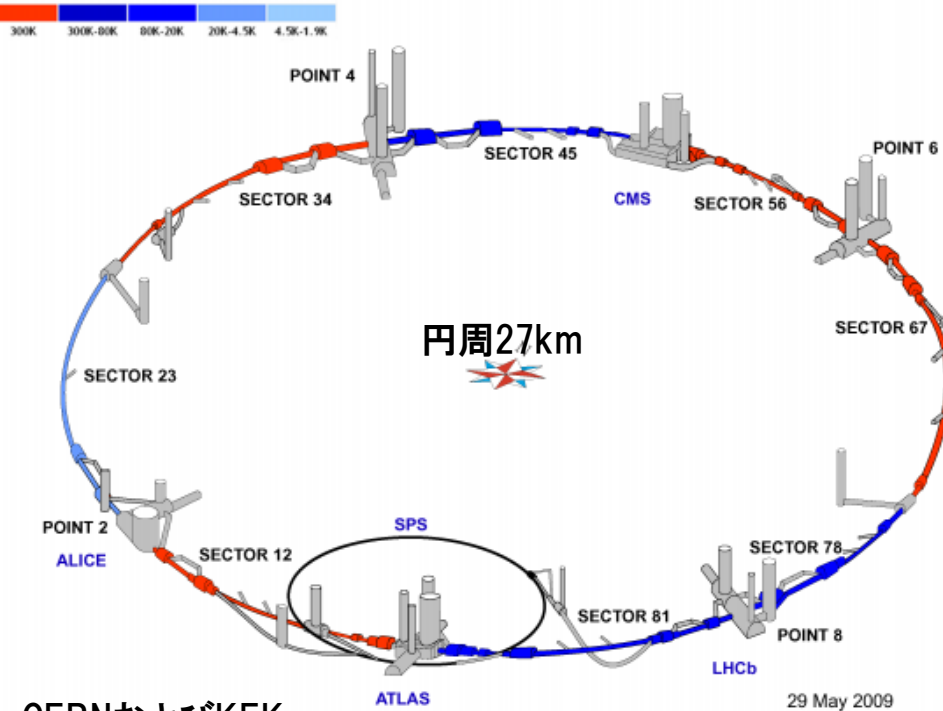 300K 300K-80K 80K-20K 20K-4.5K 4.5K-1.9K
POINT 4
SECTOR 45
POINT 6
SECTOR 34
CMS
SECTOR 56
円周27km
SECTOR 67
SECTOR 23
POINT 2
SPS
ALICE
SECTOR 12
SECTOR 78
SECTOR 81
POINT 8
LHCb
ATLAS
29 May 2009